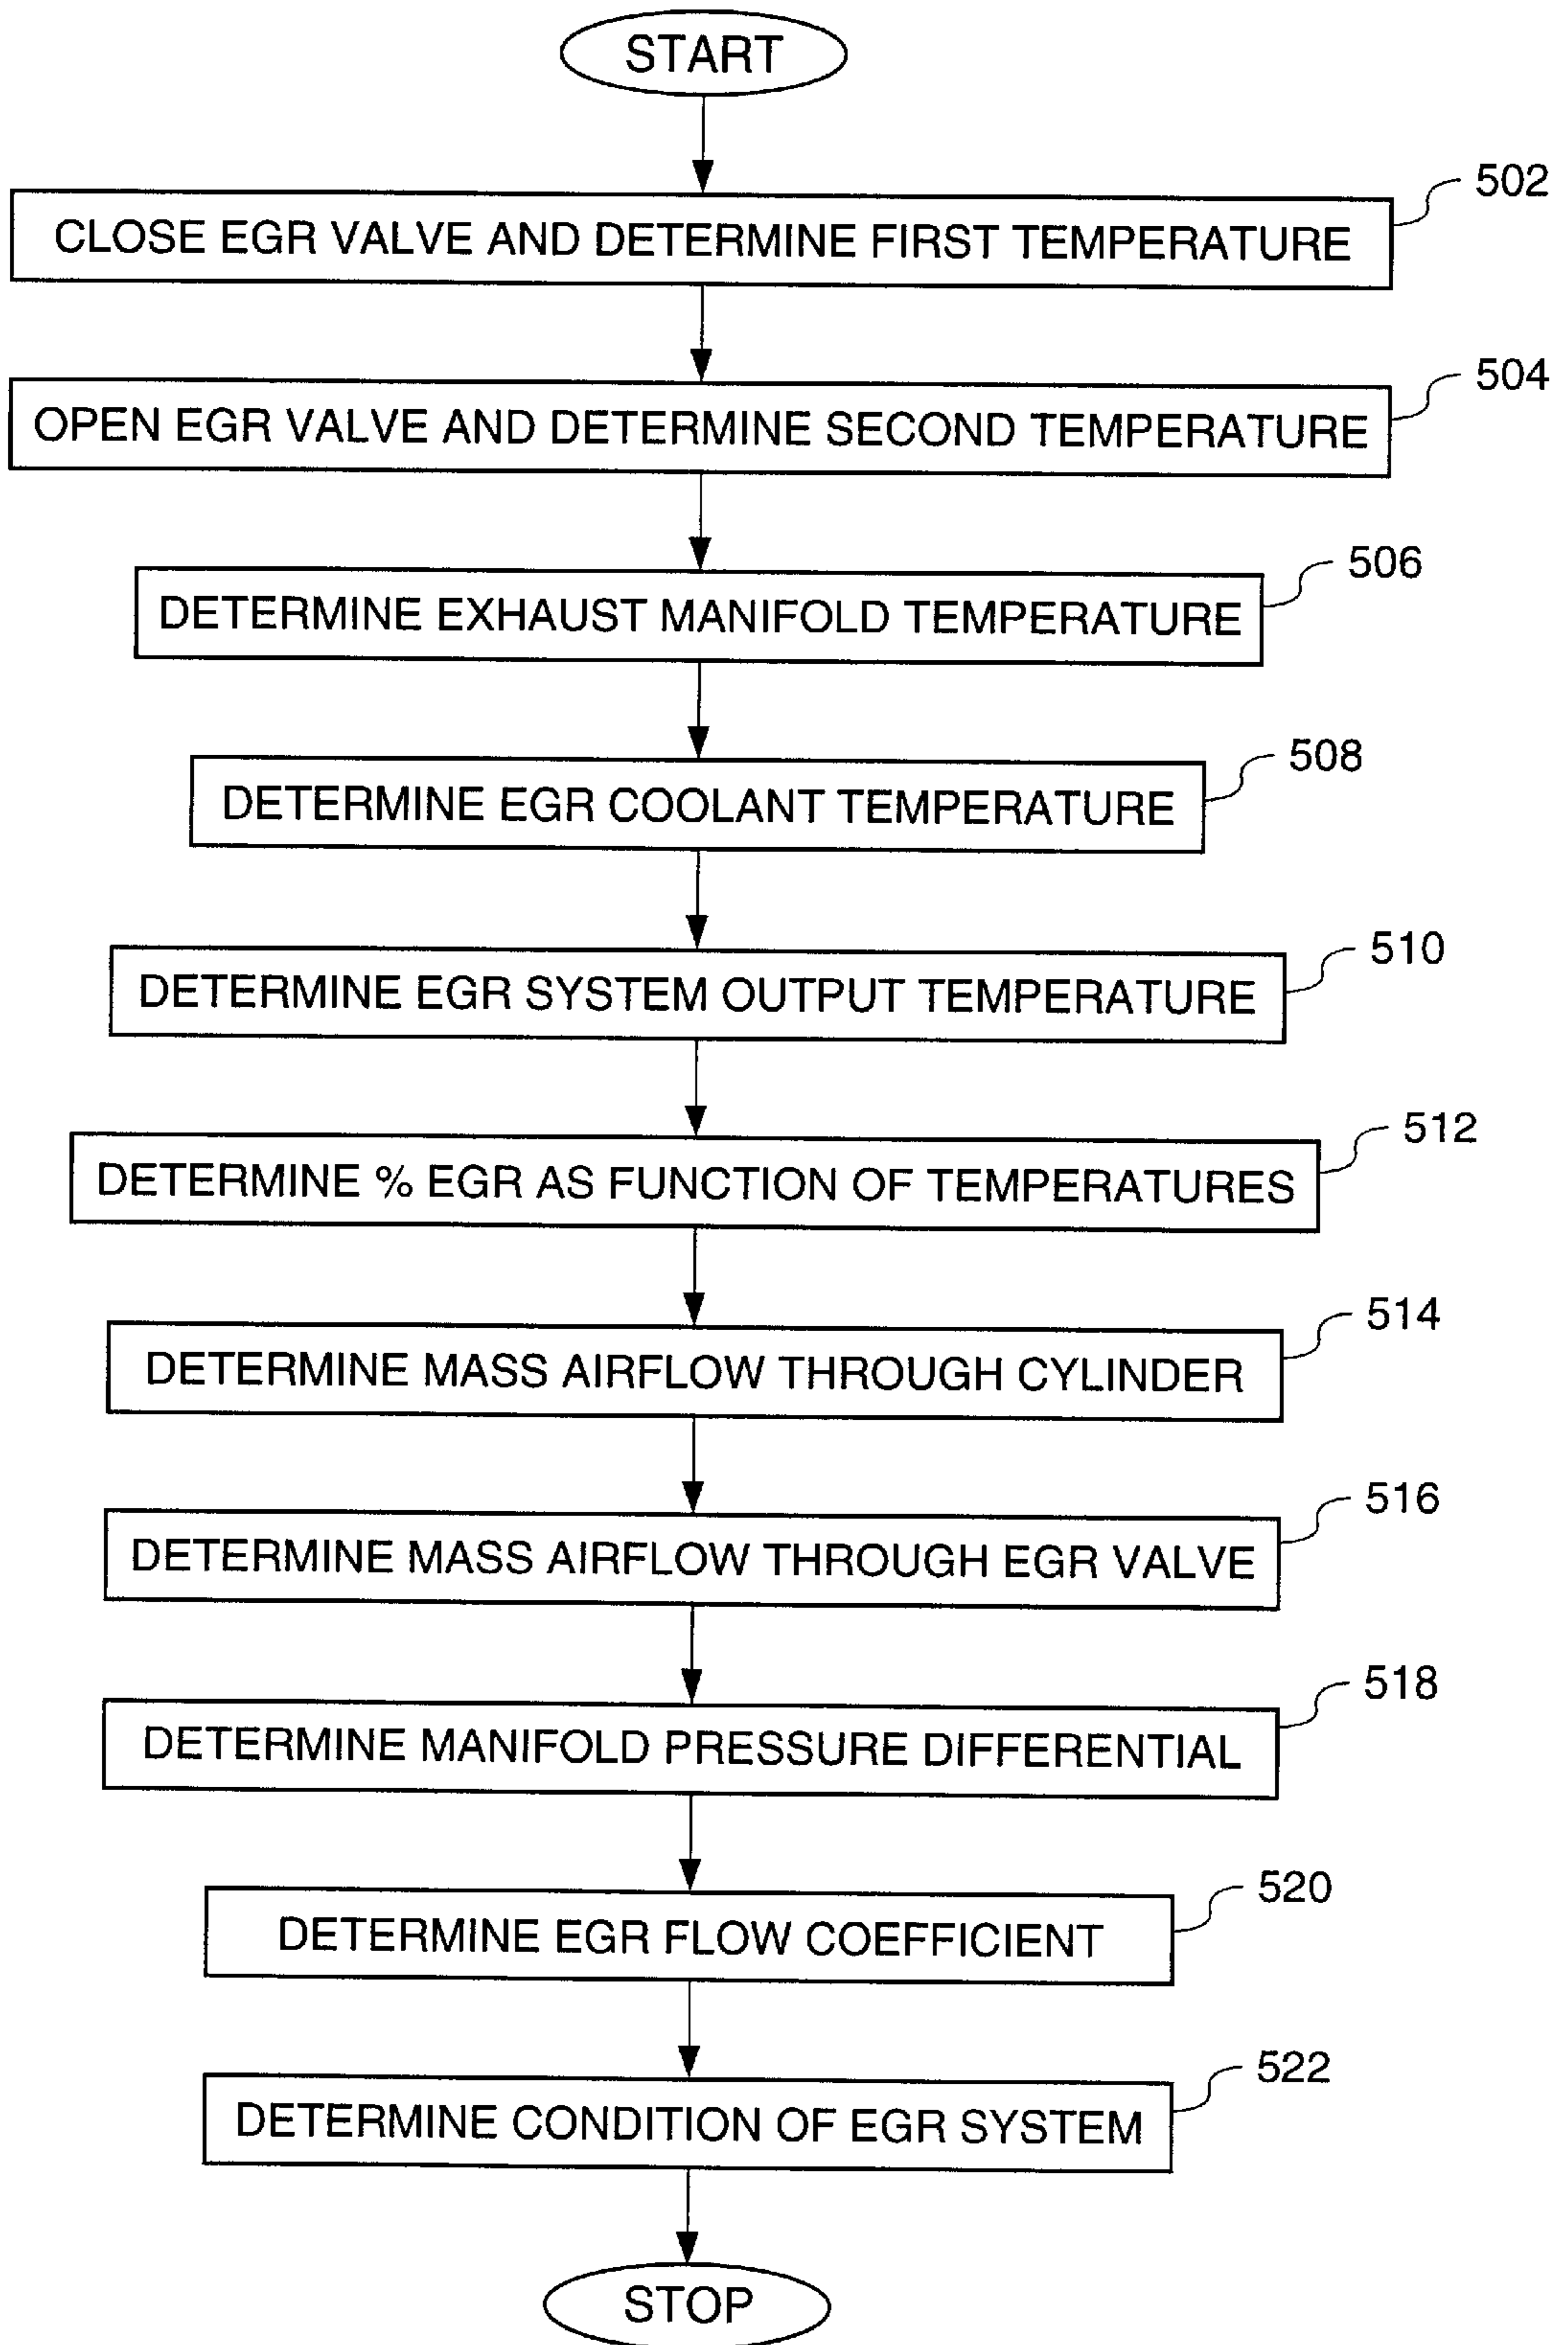 START
502
CLOSE EGR VALVE AND DETERMINE FIRST TEMPERATURE
504
OPEN EGR VALVE AND DETERMINE SECOND TEMPERATURE
506
DETERMINE EXHAUST MANIFOLD TEMPERATURE
508
DETERMINE EGR COOLANT TEMPERATURE
510
DETERMINE EGR SYSTEM OUTPUT TEMPERATURE
512
DETERMINE % EGR AS FUNCTION OF TEMPERATURES
514
DETERMINE MASS AIRFLOW THROUGH CYLINDER
516
DETERMINE MASS AIRFLOW THROUGH EGR VALVE
518
DETERMINE MANIFOLD PRESSURE DIFFERENTIAL
520
DETERMINE EGR FLOW COEFFICIENT
522
DETERMINE CONDITION OF EGR SYSTEM
STOP